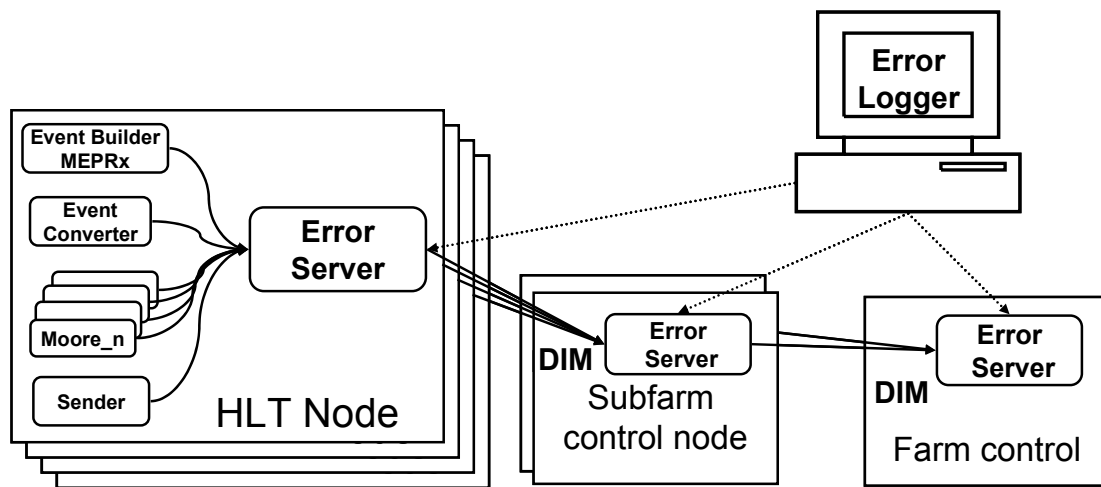 Event Builder
MEPRx
Event
Converter
Moore_n
Sender
Error
Server
HLT Node
Error
Logger
DIM
Error
Server
Subfarm
control node
DIM
Error
Server
Farm control